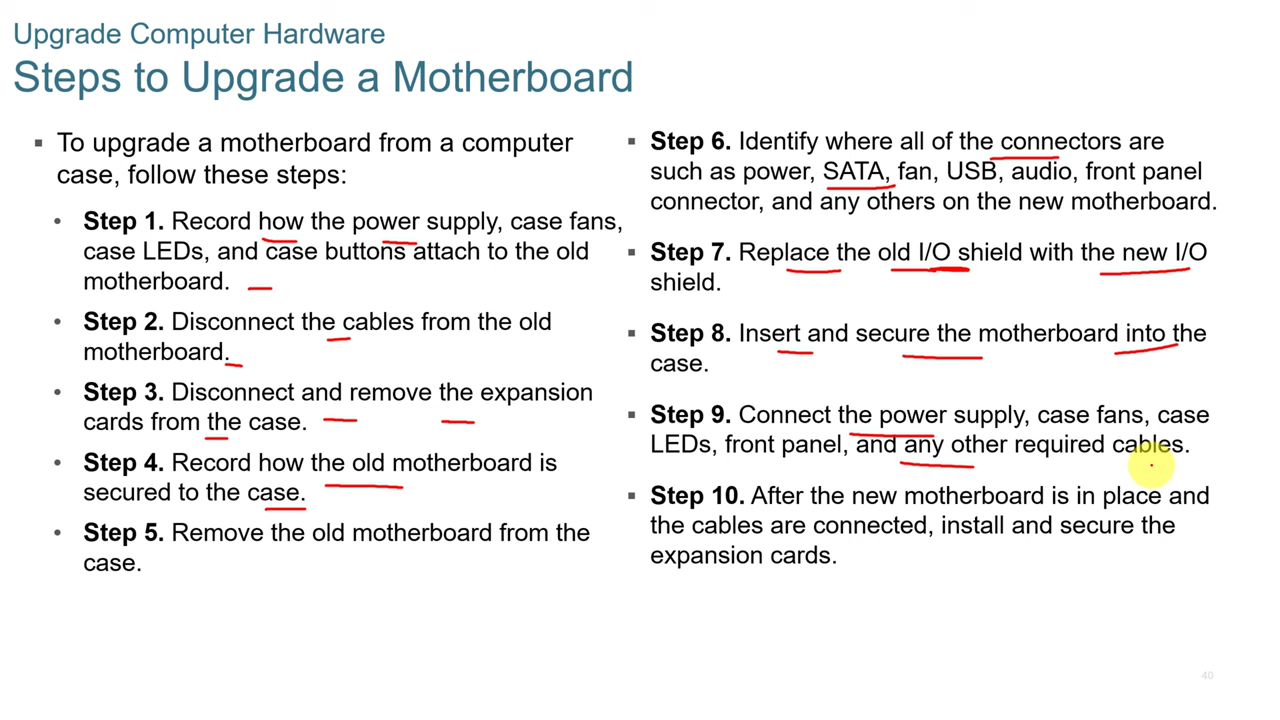 Upgrade Computer Hardware
Steps to Upgrade a Motherboard
▪ To upgrade a motherboard from a computer
case, follow these steps:
• Step 1. Record how the power supply, case fans,
case LEDs, and case buttons attach to the old
motherboard.
• Step 2. Disconnect the cables from the old
motherboard.
• Step 3. Disconnect and remove the expansion
cards from the case.
• Step 4. Record how the old motherboard is
secured to the case.
• Step 5. Remove the old motherboard from the
case.
▪ Step 6. Identify where all of the connectors are
such as power, SATA, fan, USB, audio, front panel
connector, and any others on the new motherboard.
▪ Step 7. Replace the old I/O shield with the new I/O
shield.
▪ Step 8. Insert and secure the motherboard into the
case.
▪ Step 9. Connect the power supply, case fans, case
LEDs, front panel, and any other required cables.
▪ Step 10. After the new motherboard is in place and
the cables are connected, install and secure the
expansion cards.
40